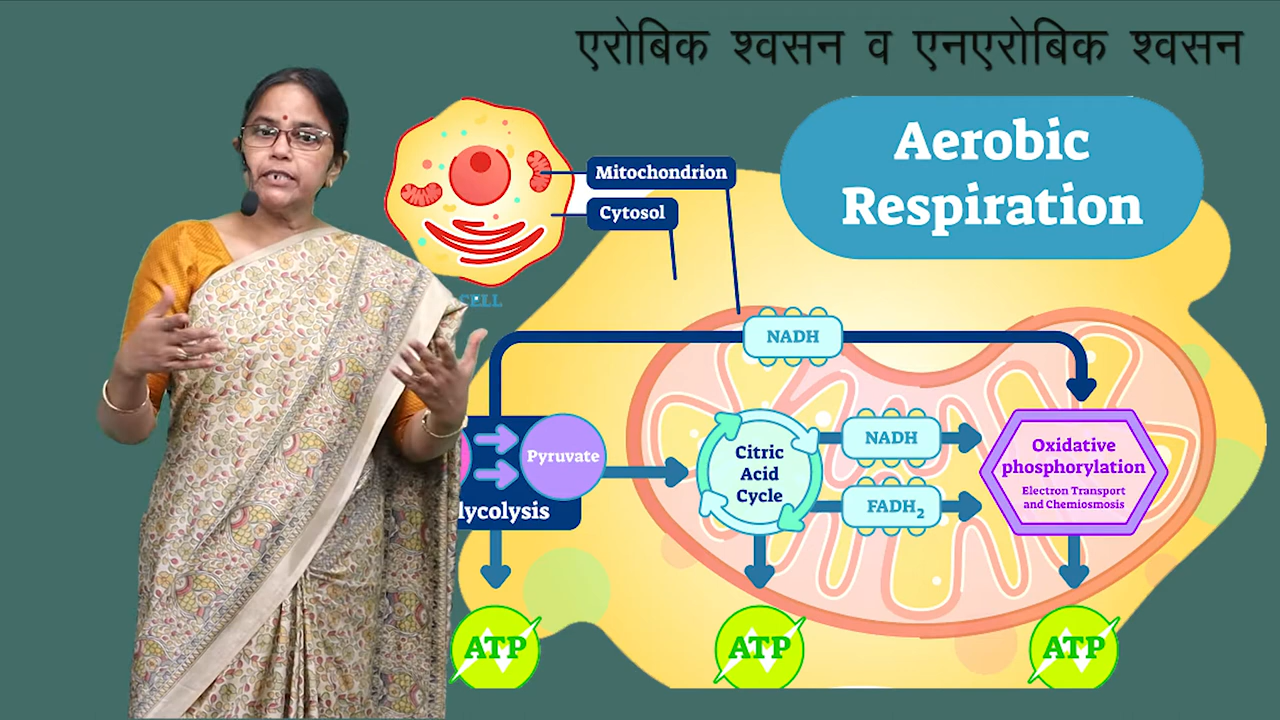 एरोबिक श्वसन व एनएरोबिक श्वसन
Aerobic
Respiration
Mitochondrion
Cytosol
CELL
NADH
Pyruvate
lycolysis
Citric
Acid
Cycle
NADH
FADH₂
Oxidative
phosphorylation
Electron Transport
and Chemiosmosis
ATP
ATP
ATP